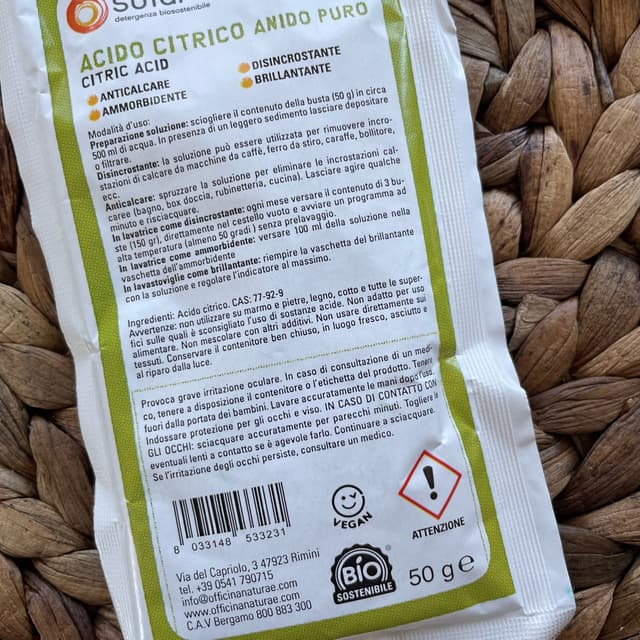 detergenza biosostenibile
ACIDO CITRICO ANIDO PURO
CITRIC ACID
ANTICALCARE
AMMORBIDENTE
DISINCROSTANTE
BRILLANTANTE
Modalità d'uso:
Preparazione soluzione: sciogliere il contenuto della busta (50 g) in circa
500 ml di acqua. In presenza di un leggero sedimento lasciare depositare
o filtrare.
Disincrostante: la soluzione può essere utilizzata per rimuovere incro-
stazioni di calcare da macchine da caffè, ferro da stiro, caraffe, bollitore,
ecc.
Anticalcare: spruzzare la soluzione per eliminare le incrostazioni cal-
caree (bagno, box doccia, rubinetteria, cucina). Lasciare agire qualche
minuto e risciacquare.
In lavatrice come disincrostante: ogni mese versare il contenuto di 3 bu-
ste (150 gr), direttamente nel cestello vuoto e avviare un programma ad
alta temperatura (almeno 50 gradi) senza prelavaggio.
In lavatrice come ammorbidente: versare 100 ml della soluzione nella
vaschetta dell'ammorbidente
In lavastoviglie come brillantante: riempire la vaschetta del brillantante
con la soluzione e regolare l'indicatore al massimo.
Ingredienti: Acido citrico. CAS: 77-92-9
Avvertenze: non utilizzare su marmo e pietre, legno, cotto e tutte le super-
fici sulle quali è sconsigliato l'uso di sostanze acide. Non adatto per uso
alimentare. Non mescolare con altri additivi. Non usare direttamente sui
tessuti. Conservare il contenitore ben chiuso, in luogo fresco, asciutto e
al riparo dalla luce.
Provoca grave irritazione oculare. In caso di consultazione di un medi-
co, tenere a disposizione il contenitore o l'etichetta del prodotto. Tenere
fuori dalla portata dei bambini. Lavare accuratamente le mani dopo l'uso.
Indossare protezione per gli occhi e viso. IN CASO DI CONTATTO CON
GLI OCCHI: sciacquare accuratamente per parecchi minuti. Togliere le
eventuali lenti a contatto se è agevole farlo. Continuare a sciacquare.
Se l'irritazione degli occhi persiste, consultare un medico.
8 033148 533231
VEGAN
ATTENZIONE
Via del Capriolo, 3 47923 Rimini
tel. +39 0541 790715
info@officinanaturae.com
www.officinanaturae.com
C.A.V Bergamo 800 883 300
BIO
SOSTENIBILE
50 g e